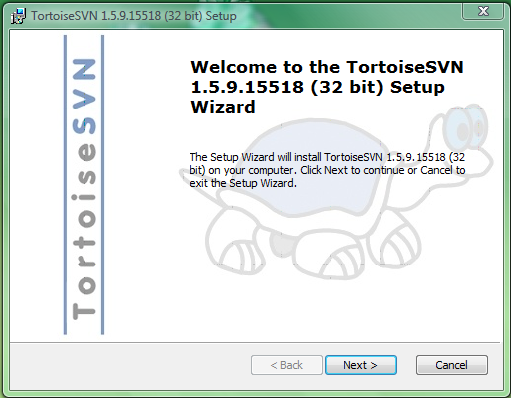 TortoiseSVN 1.5.9.15518 (32 bit) Setup
TortoiseSVN
Welcome to the TortoiseSVN
1.5.9.15518 (32 bit) Setup
Wizard
The Setup Wizard will install TortoiseSVN 1.5.9.15518 (32
bit) on your computer. Click Next to continue or Cancel to
exit the Setup Wizard.
< Back
Next >
Cancel